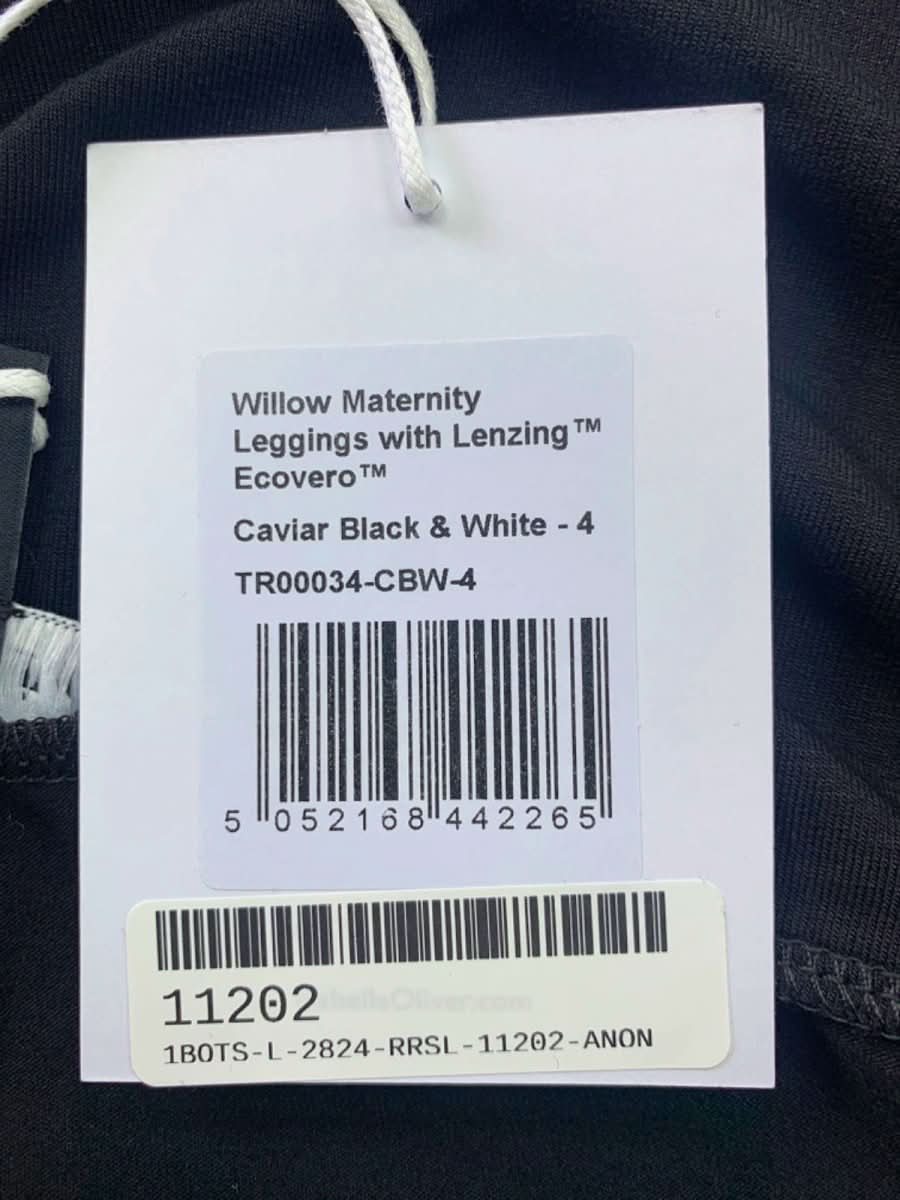 Willow Maternity
Leggings with Lenzing™
Ecovero™
Caviar Black & White - 4
TR00034-CBW-4
5 052168 442265
11202
1BOTS-L-2824-RRSL-11202-ANON